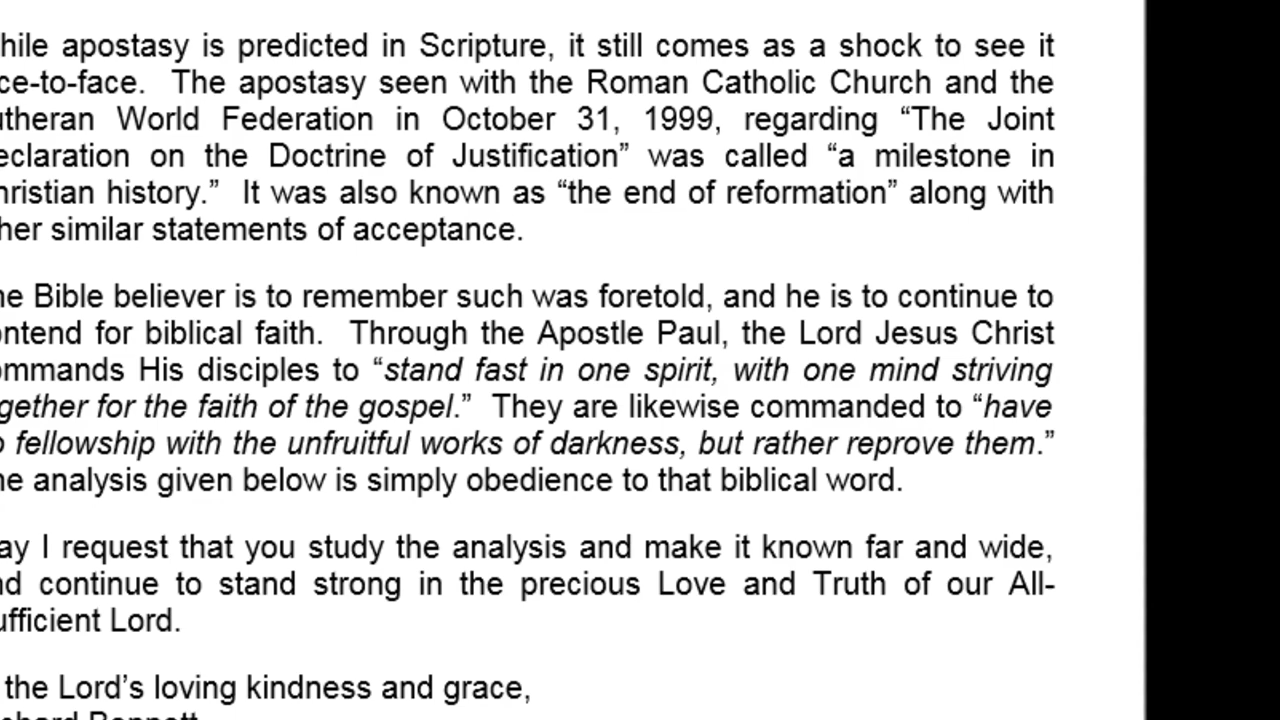 hile apostasy is predicted in Scripture, it still comes as a shock to see it
ce-to-face. The apostasy seen with the Roman Catholic Church and the
utheran World Federation in October 31, 1999, regarding “The Joint
eclaration on the Doctrine of Justification” was called “a milestone in
hristian history.” It was also known as “the end of reformation” along with
her similar statements of acceptance.
he Bible believer is to remember such was foretold, and he is to continue to
ontend for biblical faith. Through the Apostle Paul, the Lord Jesus Christ
ommands His disciples to “stand fast in one spirit, with one mind striving
gether for the faith of the gospel.” They are likewise commanded to “have
o fellowship with the unfruitful works of darkness, but rather reprove them.”
he analysis given below is simply obedience to that biblical word.
ay I request that you study the analysis and make it known far and wide,
nd continue to stand strong in the precious Love and Truth of our All-
ufficient Lord.
the Lord’s loving kindness and grace,
chard Bennett